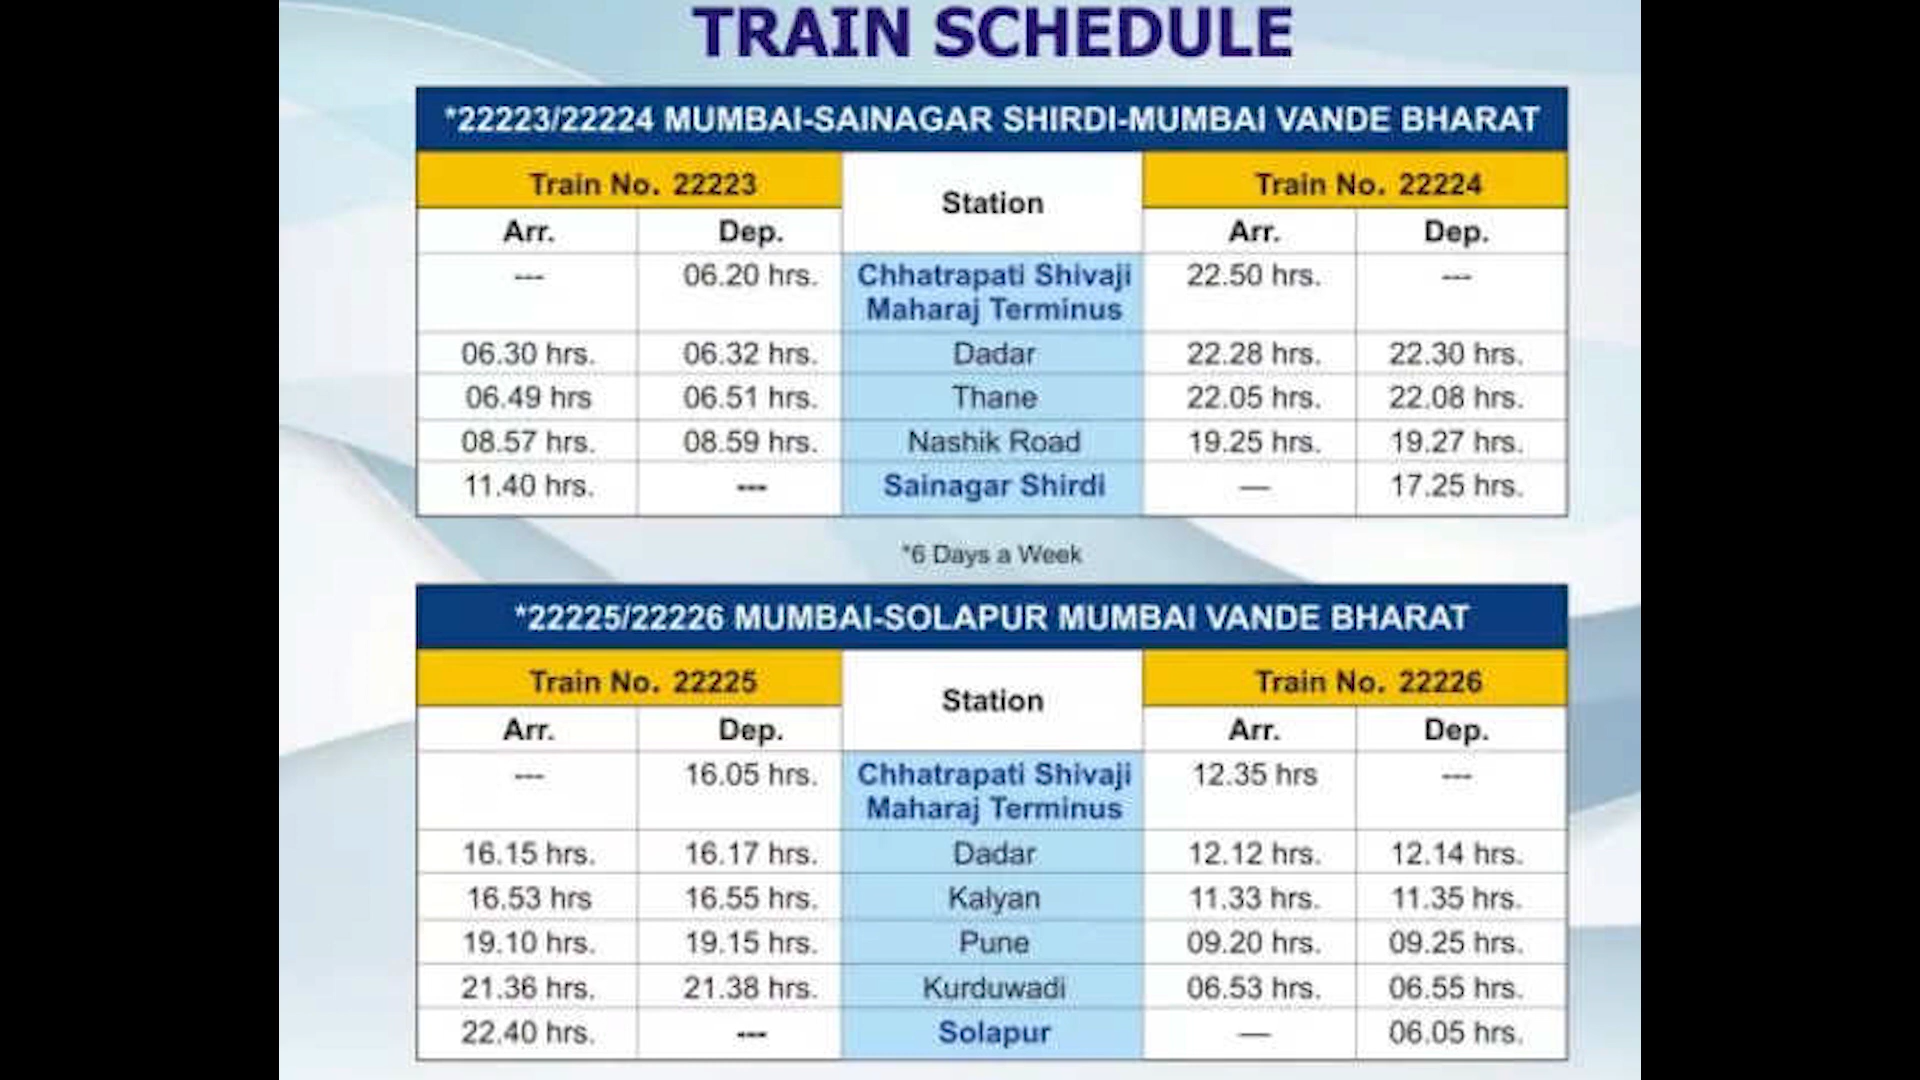 TRAIN SCHEDULE
*22223/22224 MUMBAI-SAINAGAR SHIRDI-MUMBAI VANDE BHARAT
Train No. 22223 Station Train No. 22224
Arr. Dep. Arr. Dep.
--- 06.20 hrs. Chhatrapati Shivaji Maharaj Terminus 22.50 hrs. ---
06.30 hrs. 06.32 hrs. Dadar 22.28 hrs. 22.30 hrs.
06.49 hrs 06.51 hrs. Thane 22.05 hrs. 22.08 hrs.
08.57 hrs. 08.59 hrs. Nashik Road 19.25 hrs. 19.27 hrs.
11.40 hrs. --- Sainagar Shirdi — 17.25 hrs.
*6 Days a Week
*22225/22226 MUMBAI-SOLAPUR MUMBAI VANDE BHARAT
Train No. 22225 Station Train No. 22226
Arr. Dep. Arr. Dep.
--- 16.05 hrs. Chhatrapati Shivaji Maharaj Terminus 12.35 hrs ---
16.15 hrs. 16.17 hrs. Dadar 12.12 hrs. 12.14 hrs.
16.53 hrs 16.55 hrs. Kalyan 11.33 hrs. 11.35 hrs.
19.10 hrs. 19.15 hrs. Pune 09.20 hrs. 09.25 hrs.
21.36 hrs. 21.38 hrs. Kurduwadi 06.53 hrs. 06.55 hrs.
22.40 hrs. --- Solapur — 06.05 hrs.